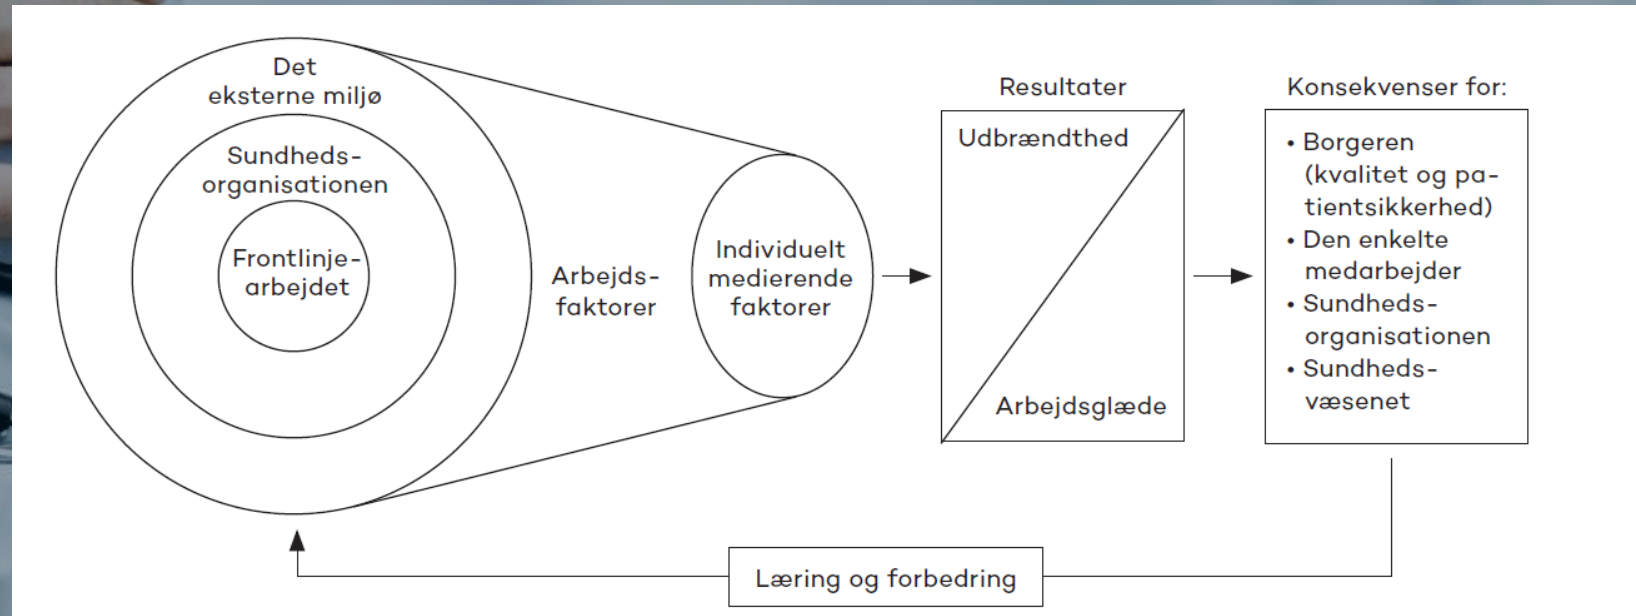 Det
eksterne miljø
Sundheds-
organisationen
Frontlinje-
arbejdet
Arbejds-
faktorer
Individuelt
medierende
faktorer
Resultater
Udbrændthed
Arbejdsglæde
Konsekvenser for:
• Borgeren
(kvalitet og pa-
tientsikkerhed)
• Den enkelte
medarbejder
• Sundheds-
organisationen
• Sundheds-
væsenet
Læring og forbedring